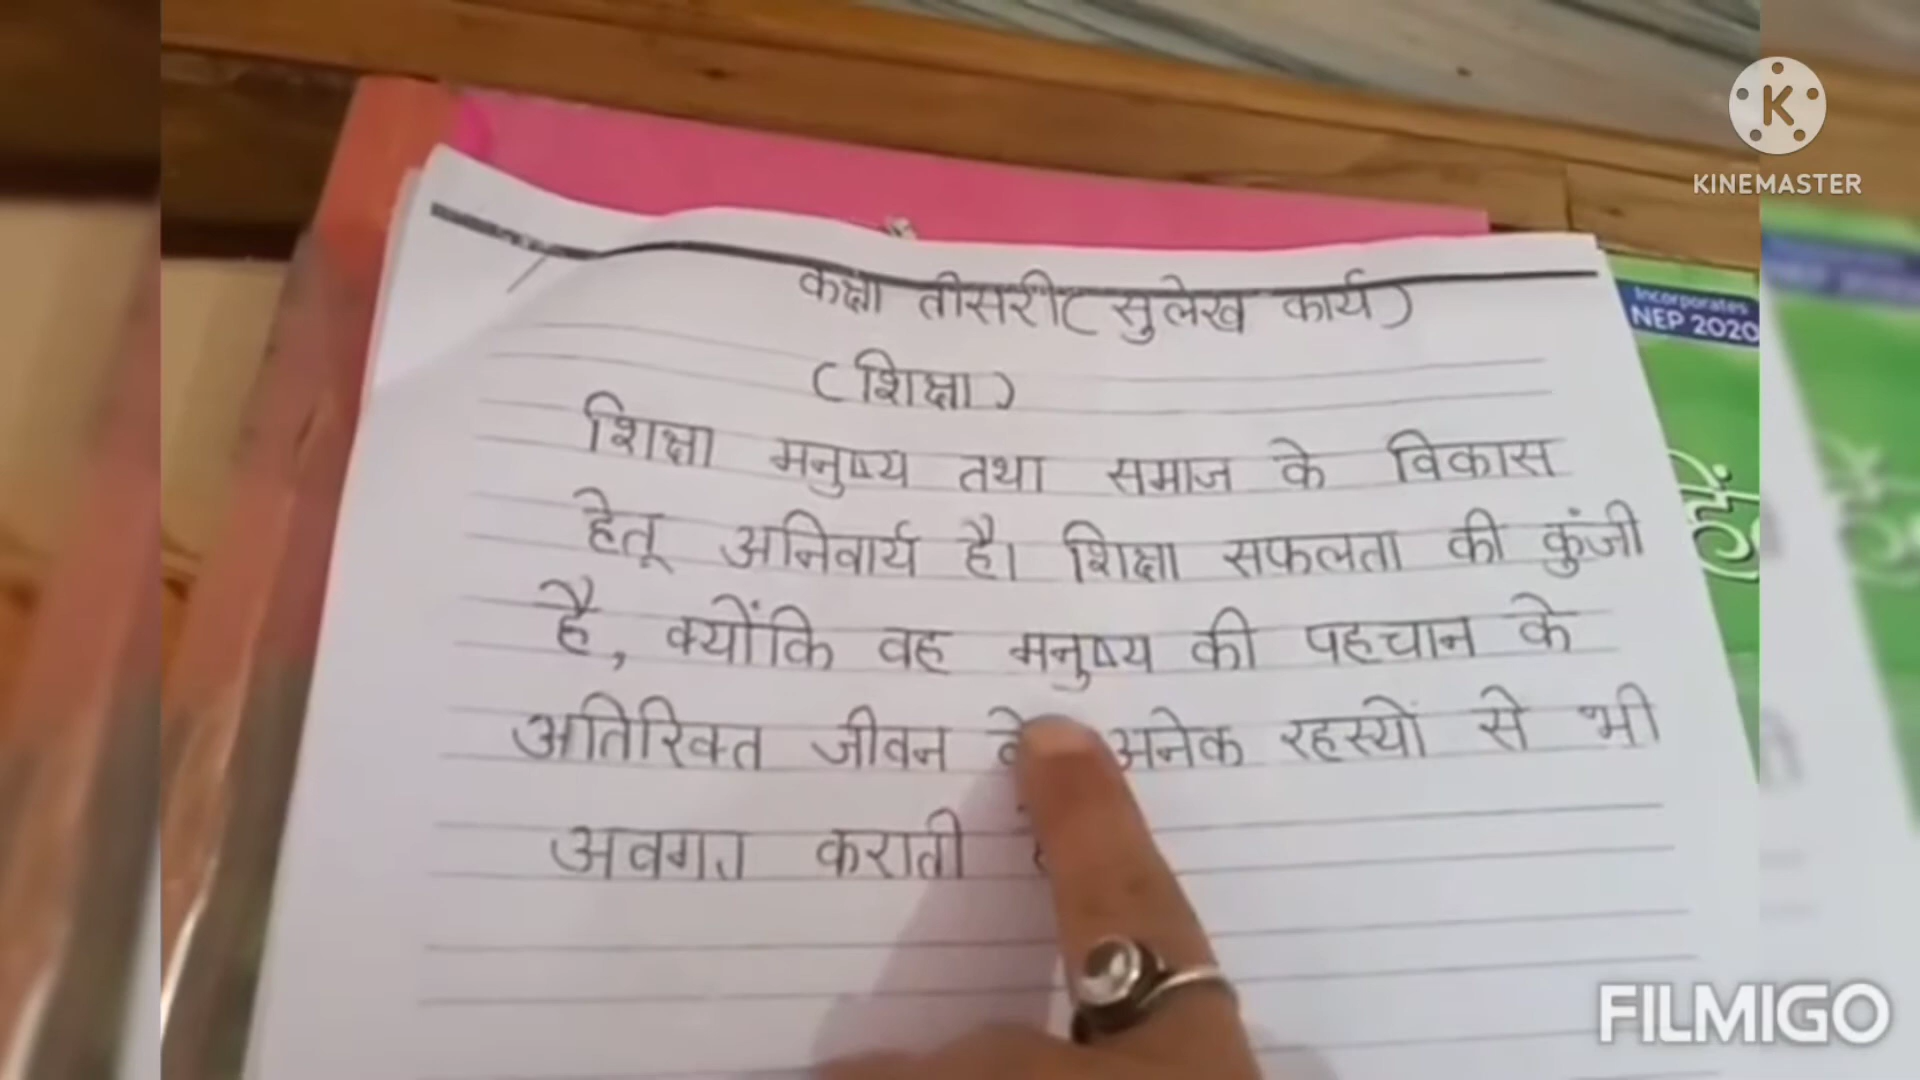 KINEMASTER
Incorporates
NEP 2020
कक्षा तीसरी (सुलेख कार्य)
(शिक्षा)
शिक्षा मनुष्य तथा समाज के विकास
हेतू अनिवार्य है। शिक्षा सफलता की कुंजी
है, क्योंकि वह मनुष्य की पहचान के
अतिरिक्त जीवन के अनेक रहस्यों से भी
अवगत कराती
FILMIGO